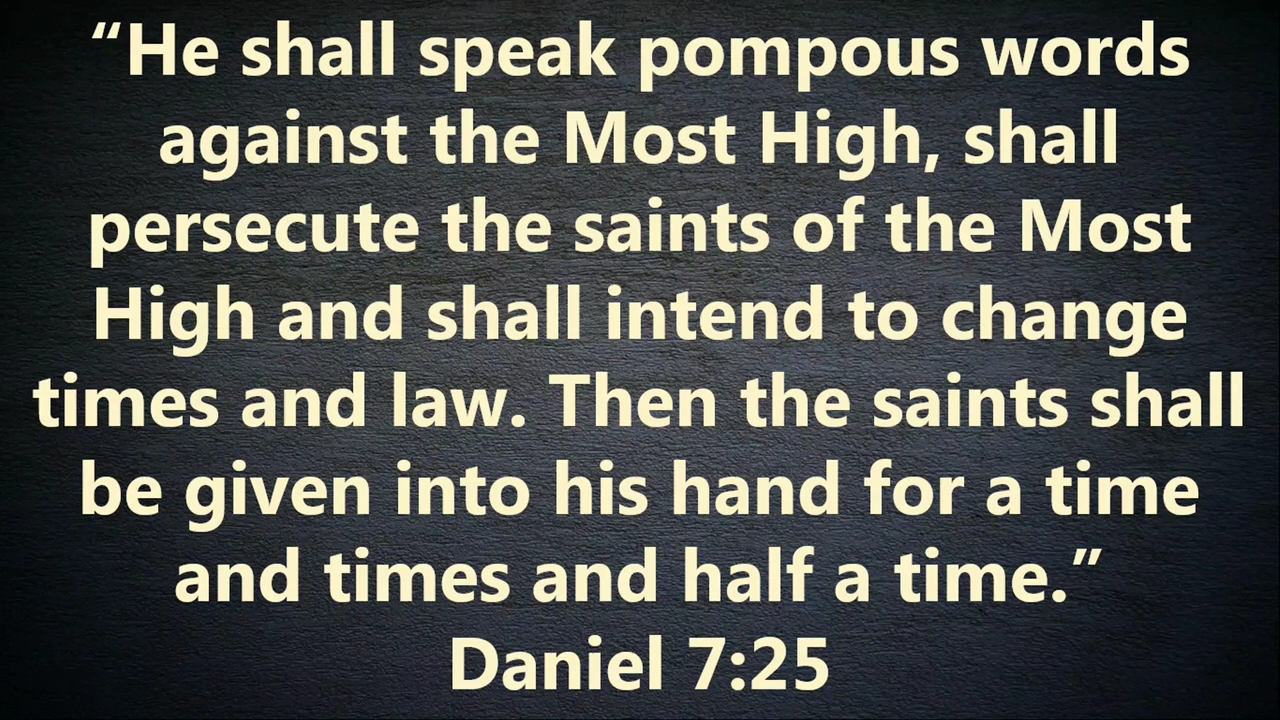 “He shall speak pompous words
against the Most High, shall
persecute the saints of the Most
High and shall intend to change
times and law. Then the saints shall
be given into his hand for a time
and times and half a time.”
Daniel 7:25